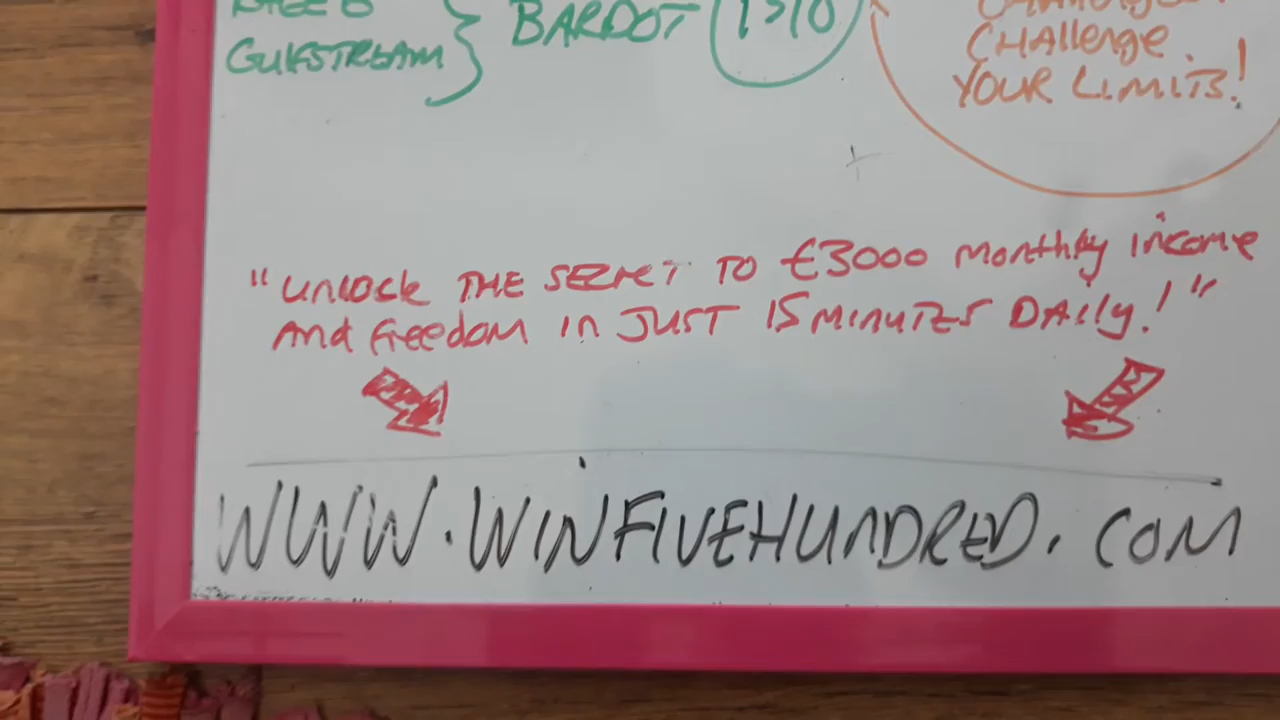 GULFSTREAM } BARDOT
Challenge
YOUR LIMITS!
"UNLOCK THE SECRET TO €3000 monthly income
And freedom in JUST 15 MINUTES DAily!"
WWW.WINFIVEHUNDRED.COM